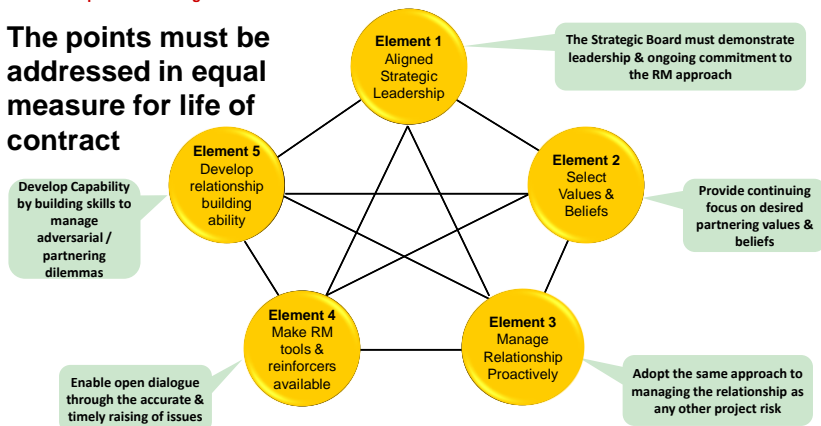 The points must be
addressed in equal
measure for life of
contract
Element 1
Aligned
Strategic
Leadership
The Strategic Board must demonstrate
leadership & ongoing commitment to
the RM approach
Element 2
Select
Values &
Beliefs
Provide continuing
focus on desired
partnering values &
beliefs
Element 3
Manage
Relationship
Proactively
Adopt the same approach to
managing the relationship as
any other project risk
Element 4
Make RM
tools &
reinforcers
available
Enable open dialogue
through the accurate &
timely raising of issues
Element 5
Develop
relationship
building
ability
Develop Capability
by building skills to
manage
adversarial /
partnering
dilemmas